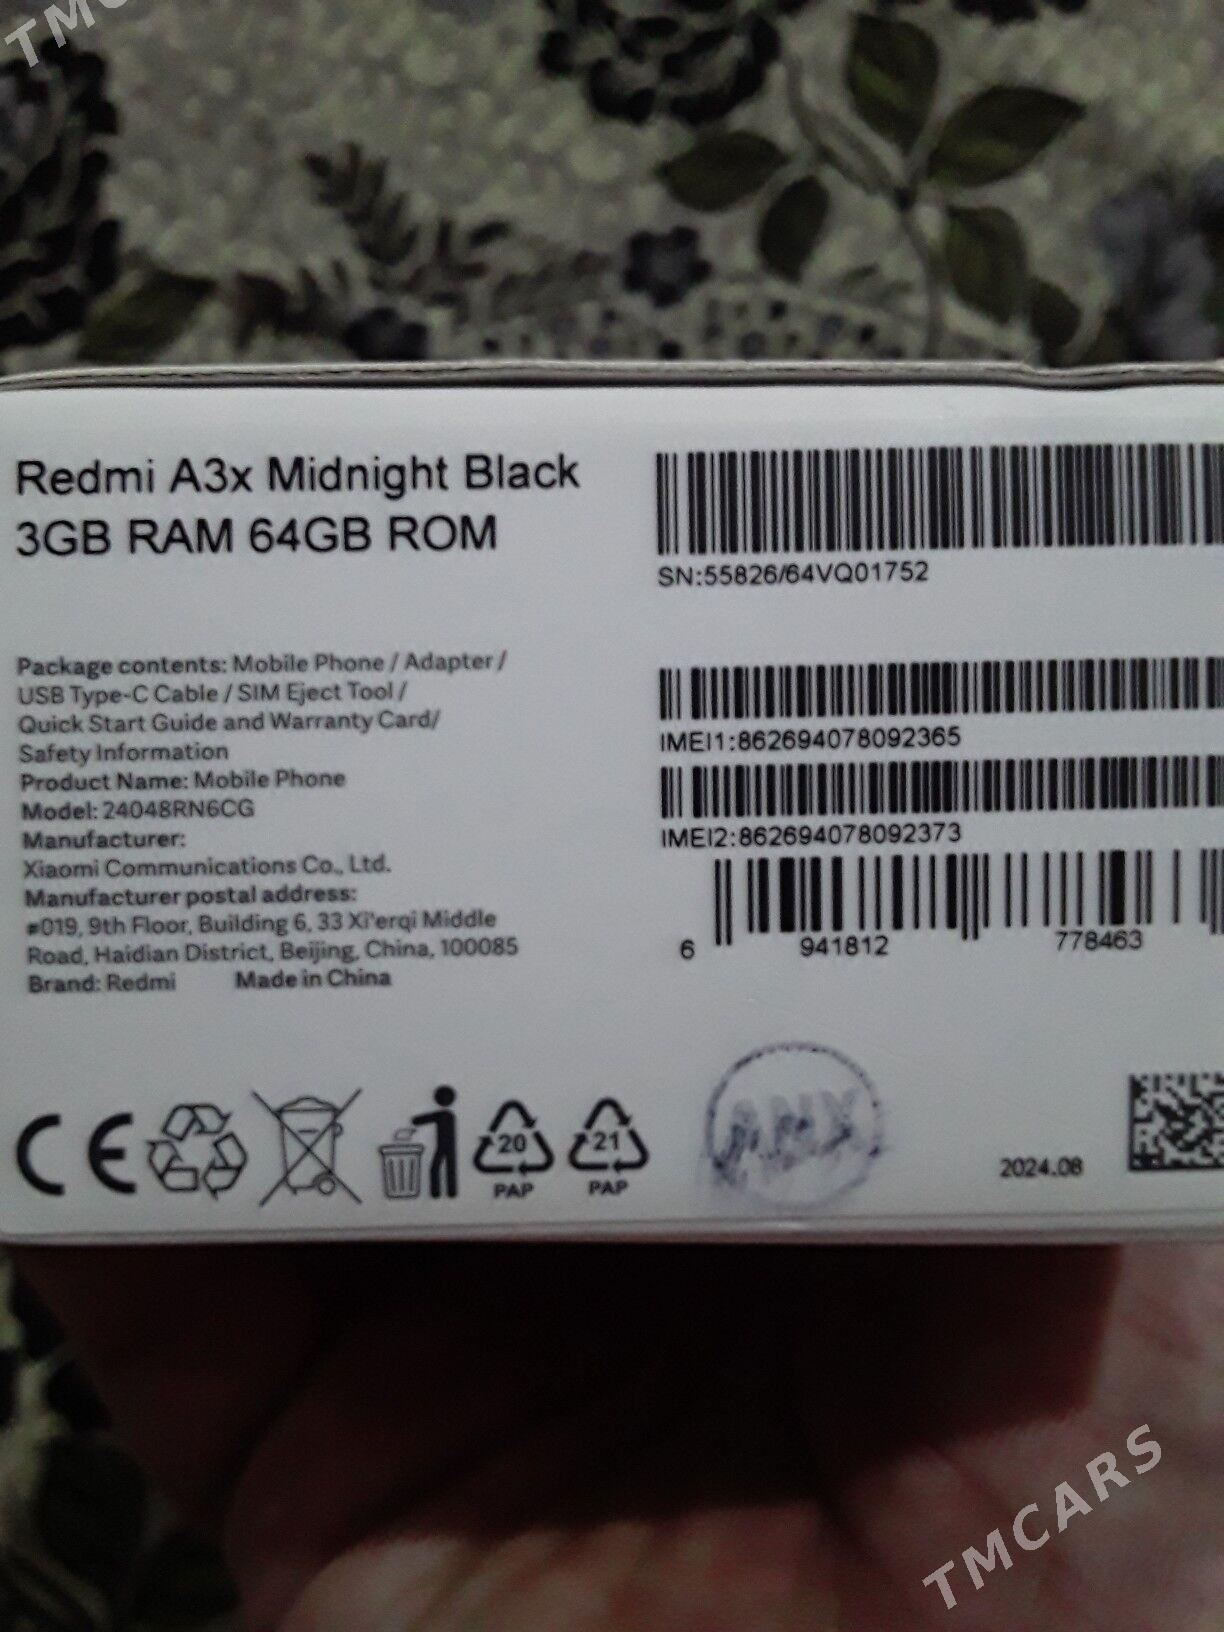 Redmi A3x Midnight Black
3GB RAM 64GB ROM
SN:55826/64VQ01752
Package contents: Mobile Phone / Adapter /
USB Type-C Cable / SIM Eject Tool /
Quick Start Guide and Warranty Card/
Safety Information
Product Name: Mobile Phone
Model: 24048RN6CG
Manufacturer:
Xiaomi Communications Co., Ltd.
Manufacturer postal address:
#019, 9th Floor, Building 6, 33 Xi'erqi Middle
Road, Haidian District, Beijing, China, 100085
Brand: Redmi Made in China
IMEI1:862694078092365
IMEI2:862694078092373
6 941812 778463
CE
20
PAP
21
PAP
2024.08
TMCARS